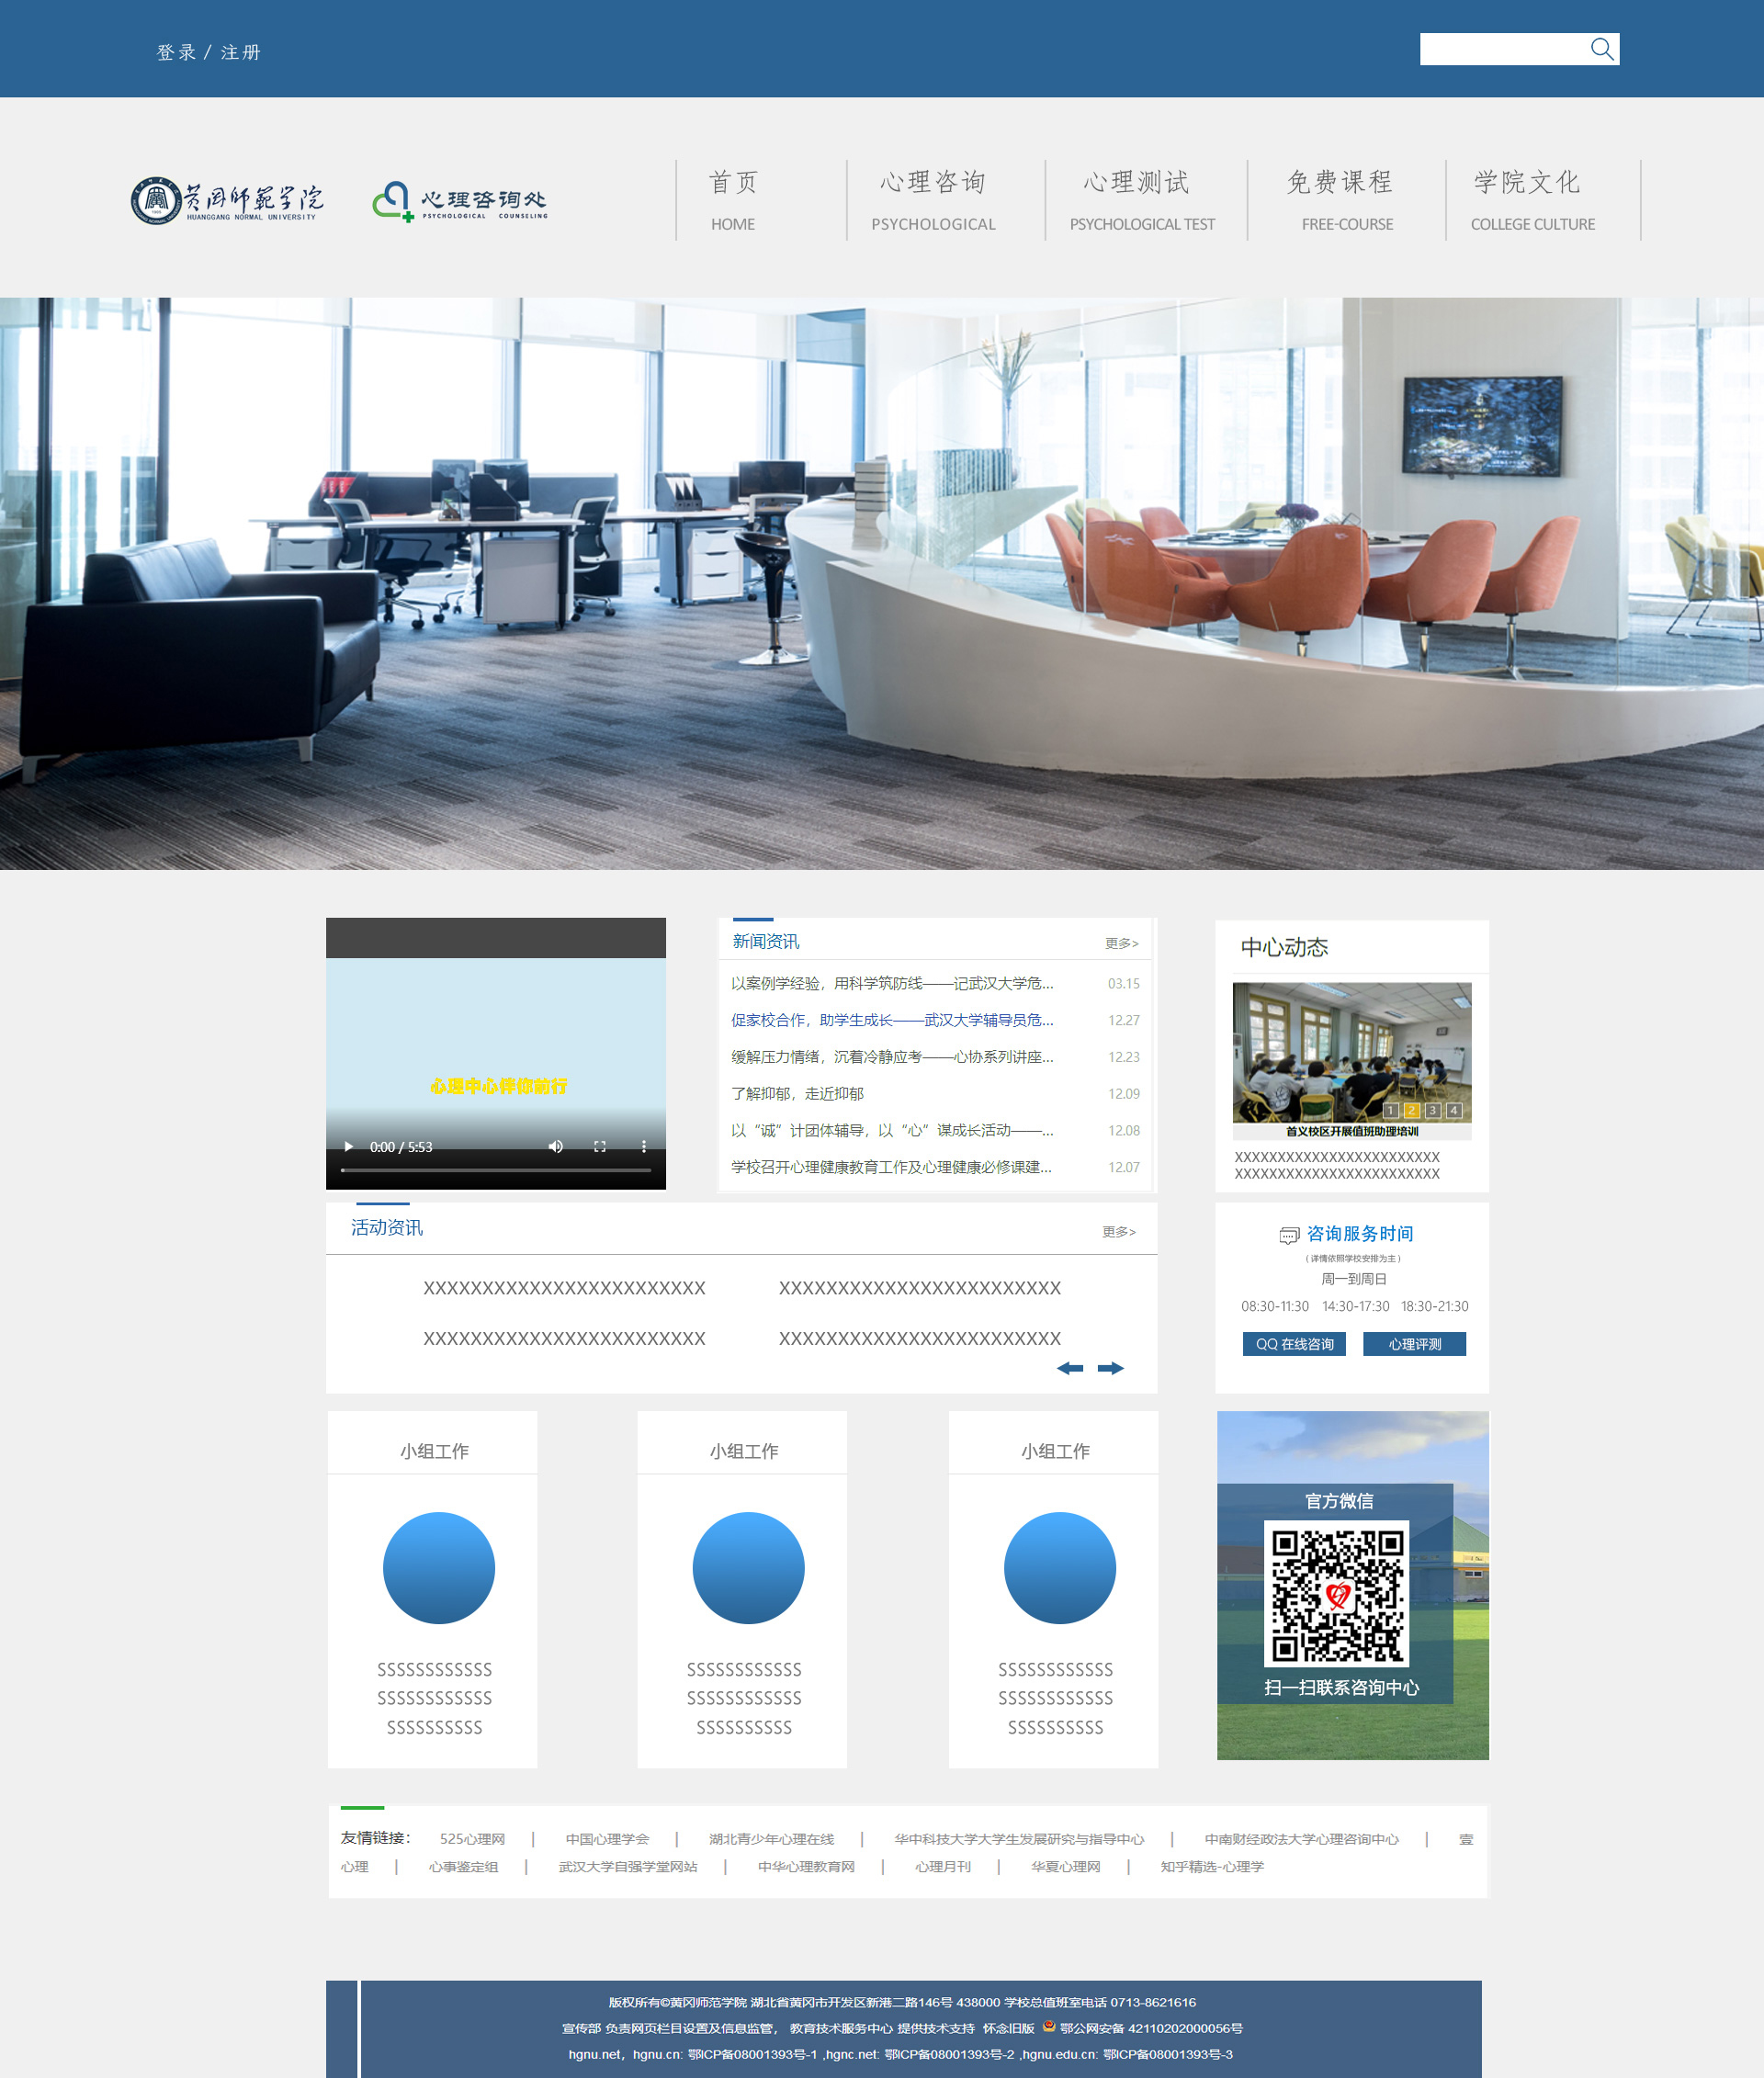 登录 / 注册
黄冈师范学院
HUANGGANG NORMAL UNIVERSITY
心理咨询处
PSYCHOLOGICAL COUNSELING
首页
HOME
心理咨询
PSYCHOLOGICAL
心理测试
PSYCHOLOGICAL TEST
免费课程
FREE-COURSE
学院文化
COLLEGE CULTURE
心理中心伴你前行
0:00 / 5:53
新闻资讯
更多>
以案例学经验，用科学筑防线——记武汉大学危... 03.15
促家校合作，助学生成长——武汉大学辅导员危... 12.27
缓解压力情绪，沉着冷静应考——心协系列讲座... 12.23
了解抑郁，走近抑郁 12.09
以“诚”计团体辅导，以“心”谋成长活动——... 12.08
学校召开心理健康教育工作及心理健康必修课建... 12.07
中心动态
1 2 3 4
首义校区开展值班助理培训
XXXXXXXXXXXXXXXXXXXXXXXX
XXXXXXXXXXXXXXXXXXXXXXXX
活动资讯
更多>
XXXXXXXXXXXXXXXXXXXXXXXX XXXXXXXXXXXXXXXXXXXXXXXX
XXXXXXXXXXXXXXXXXXXXXXXX XXXXXXXXXXXXXXXXXXXXXXXX
咨询服务时间
（详情依照学校安排为主）
周一到周日
08:30-11:30 14:30-17:30 18:30-21:30
QQ 在线咨询 心理评测
小组工作
SSSSSSSSSSSS
SSSSSSSSSSSS
SSSSSSSSSS
小组工作
SSSSSSSSSSSS
SSSSSSSSSSSS
SSSSSSSSSS
小组工作
SSSSSSSSSSSS
SSSSSSSSSSSS
SSSSSSSSSS
官方微信
扫一扫联系咨询中心
友情链接： 525心理网 | 中国心理学会 | 湖北青少年心理在线 | 华中科技大学大学生发展研究与指导中心 | 中南财经政法大学心理咨询中心 | 壹
心理 | 心事鉴定组 | 武汉大学自强学堂网站 | 中华心理教育网 | 心理月刊 | 华夏心理网 | 知乎精选-心理学
版权所有©黄冈师范学院 湖北省黄冈市开发区新港二路146号 438000 学校总值班室电话 0713-8621616
宣传部 负责网页栏目设置及信息监管， 教育技术服务中心 提供技术支持 怀念旧版 鄂公网安备 42110202000056号
hgnu.net，hgnu.cn: 鄂ICP备08001393号-1 ,hgnc.net: 鄂ICP备08001393号-2 ,hgnu.edu.cn: 鄂ICP备08001393号-3